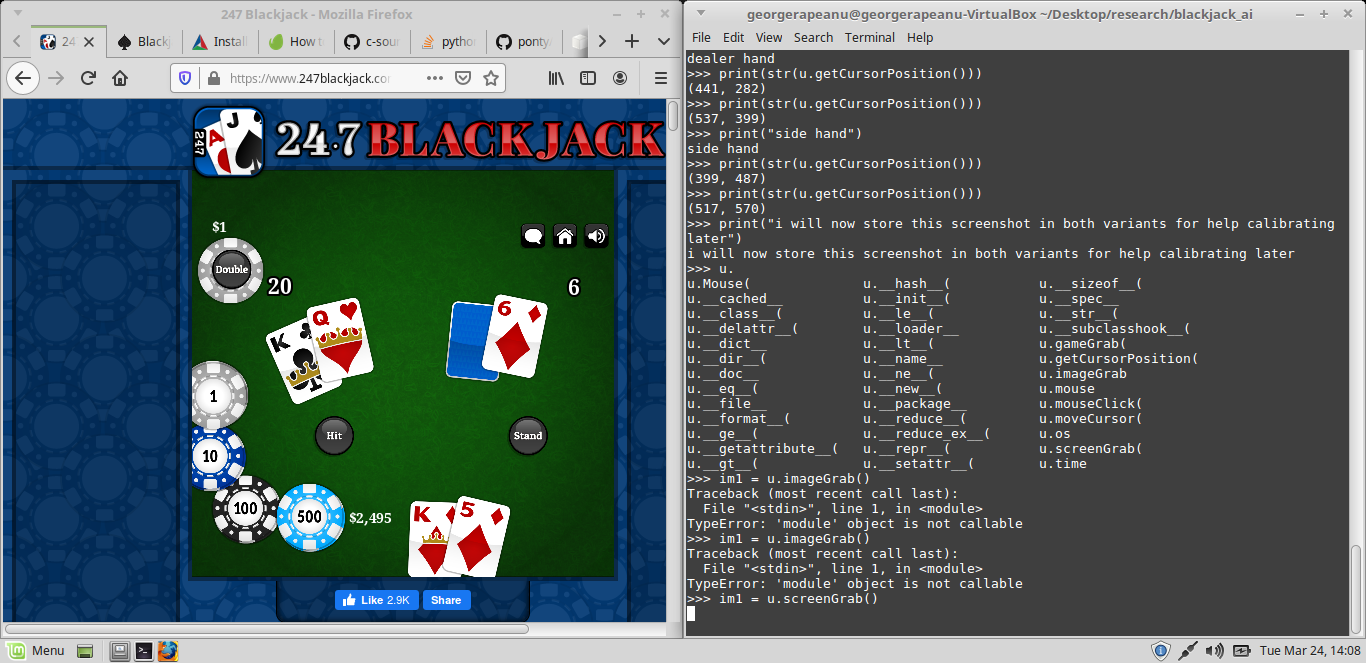 247 Blackjack - Mozilla Firefox
24
Blackj
Instal
How t
c-sour
pytho
ponty
https://www.247blackjack.co
247
A
J
24·7 BLACKJACK
$1
Double
20
6
K
Q
6
1
10
100
500
$2,495
Hit
Stand
K
5
Like 2.9K
Share
georgerapeanu@georgerapeanu-VirtualBox ~/Desktop/research/blackjack_ai
File Edit View Search Terminal Help
dealer hand
>>> print(str(u.getCursorPosition()))
(441, 282)
>>> print(str(u.getCursorPosition()))
(537, 399)
>>> print("side hand")
side hand
>>> print(str(u.getCursorPosition()))
(399, 487)
>>> print(str(u.getCursorPosition()))
(517, 570)
>>> print("i will now store this screenshot in both variants for help calibrating
later")
i will now store this screenshot in both variants for help calibrating later
>>> u.
u.Mouse( u.__hash__( u.__sizeof__(
u.__cached__ u.__init__( u.__spec__
u.__class__( u.__le__( u.__str__(
u.__delattr__( u.__loader__ u.__subclasshook__(
u.__dict__ u.__lt__( u.gameGrab(
u.__dir__( u.__name__ u.getCursorPosition(
u.__doc__ u.__ne__( u.imageGrab
u.__eq__( u.__new__( u.mouse
u.__file__ u.__package__ u.mouseClick(
u.__format__( u.__reduce__( u.moveCursor(
u.__ge__( u.__reduce_ex__( u.os
u.__getattribute__( u.__repr__( u.screenGrab(
u.__gt__( u.__setattr__( u.time
>>> im1 = u.imageGrab()
Traceback (most recent call last):
  File "<stdin>", line 1, in <module>
TypeError: 'module' object is not callable
>>> im1 = u.imageGrab()
Traceback (most recent call last):
  File "<stdin>", line 1, in <module>
TypeError: 'module' object is not callable
>>> im1 = u.screenGrab()
Menu
Tue Mar 24, 14:08